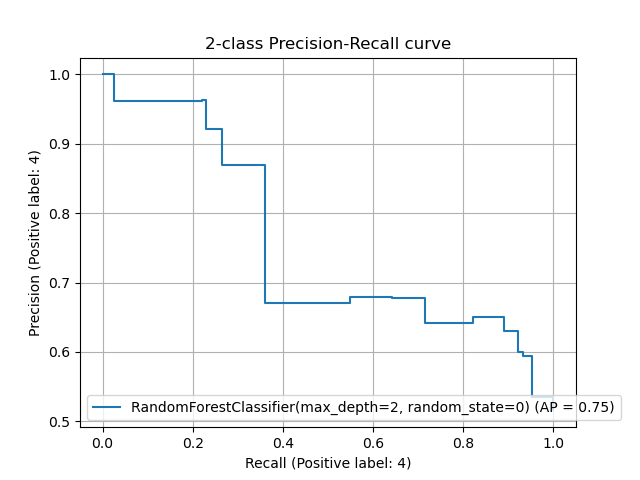 2-class Precision-Recall curve
Precision (Positive label: 4)
1.0
0.9
0.8
0.7
0.6
0.5
RandomForestClassifier(max_depth=2, random_state=0) (AP = 0.75)
0.0 0.2 0.4 0.6 0.8 1.0
Recall (Positive label: 4)